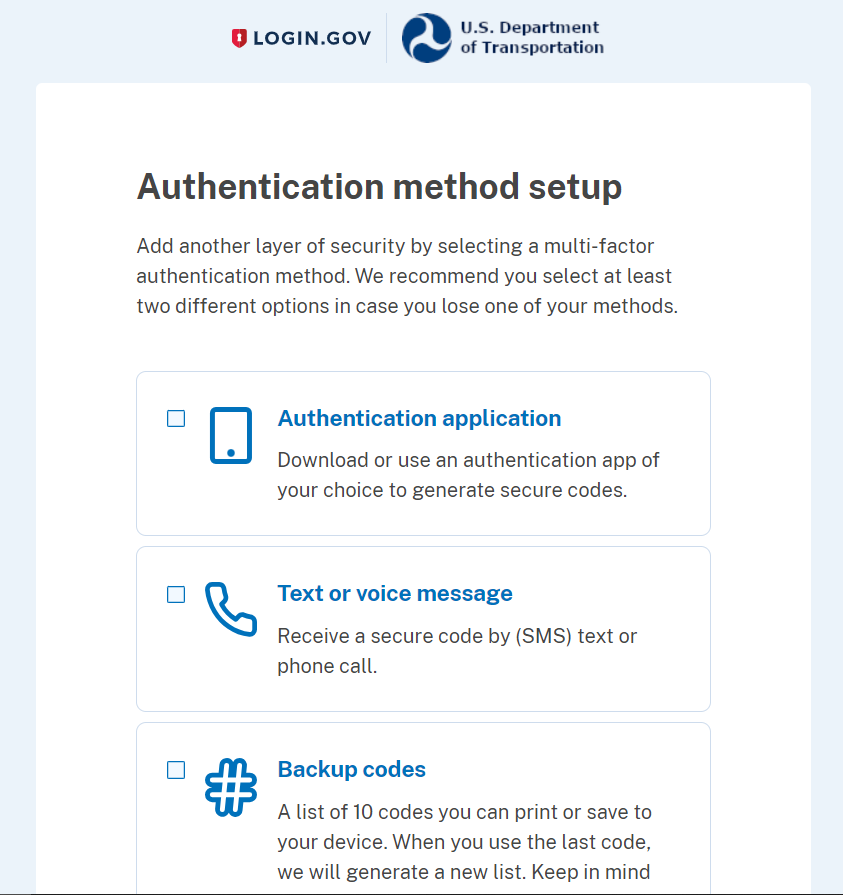 LOGIN.GOV
U.S. Department
of Transportation
Authentication method setup
Add another layer of security by selecting a multi-factor
authentication method. We recommend you select at least
two different options in case you lose one of your methods.
Authentication application
Download or use an authentication app of
your choice to generate secure codes.
Text or voice message
Receive a secure code by (SMS) text or
phone call.
Backup codes
A list of 10 codes you can print or save to
your device. When you use the last code,
we will generate a new list. Keep in mind